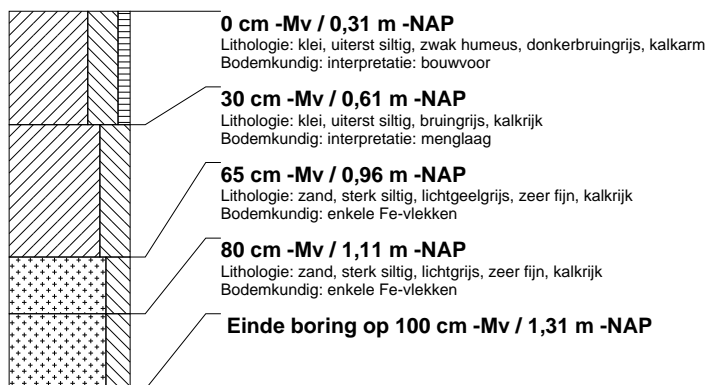 0 cm -Mv / 0,31 m -NAP
Lithologie: klei, uiterst siltig, zwak humeus, donkerbruingrijs, kalkarm
Bodemkundig: interpretatie: bouwvoor
30 cm -Mv / 0,61 m -NAP
Lithologie: klei, uiterst siltig, bruingrijs, kalkrijk
Bodemkundig: interpretatie: menglaag
65 cm -Mv / 0,96 m -NAP
Lithologie: zand, sterk siltig, lichtgeelgrijs, zeer fijn, kalkrijk
Bodemkundig: enkele Fe-vlekken
80 cm -Mv / 1,11 m -NAP
Lithologie: zand, sterk siltig, lichtgrijs, zeer fijn, kalkrijk
Bodemkundig: enkele Fe-vlekken
Einde boring op 100 cm -Mv / 1,31 m -NAP